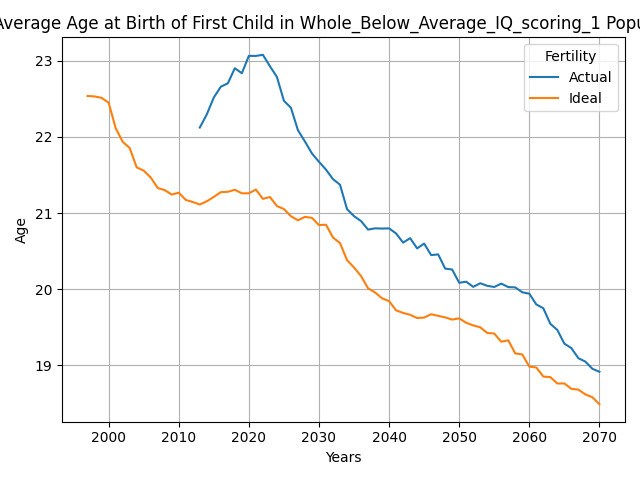 Average Age at Birth of First Child in Whole_Below_Average_IQ_scoring_1
Fertility
Actual
Ideal
Age
23
22
21
20
19
2000 2010 2020 2030 2040 2050 2060 2070
Years